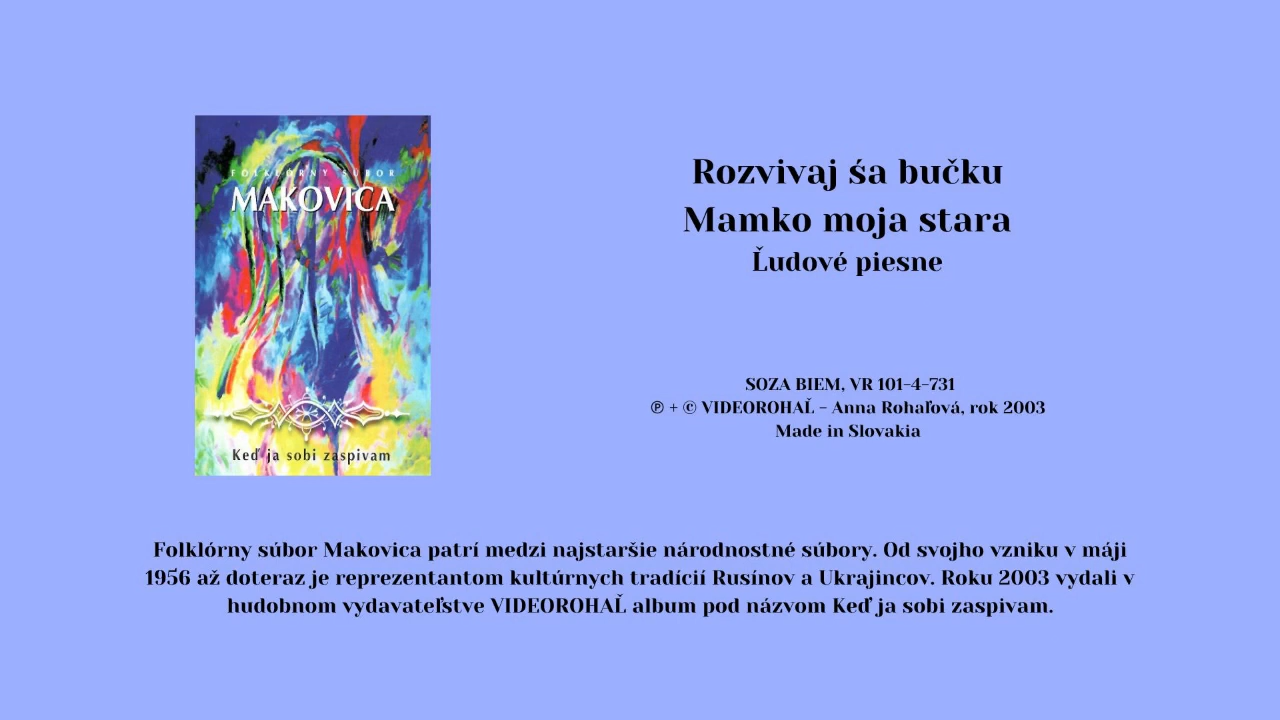 FOLKLÓRNY SÚBOR
MAKOVICA
Keď ja sobi zaspivam
Rozvivaj śa bučku
Mamko moja stara
Ľudové piesne
SOZA BIEM, VR 101-4-731
℗ + © VIDEOROHAĽ - Anna Rohaľová, rok 2003
Made in Slovakia
Folklórny súbor Makovica patrí medzi najstaršie národnostné súbory. Od svojho vzniku v máji
1956 až doteraz je reprezentantom kultúrnych tradícií Rusínov a Ukrajincov. Roku 2003 vydali v
hudobnom vydavateľstve VIDEOROHAĽ album pod názvom Keď ja sobi zaspivam.